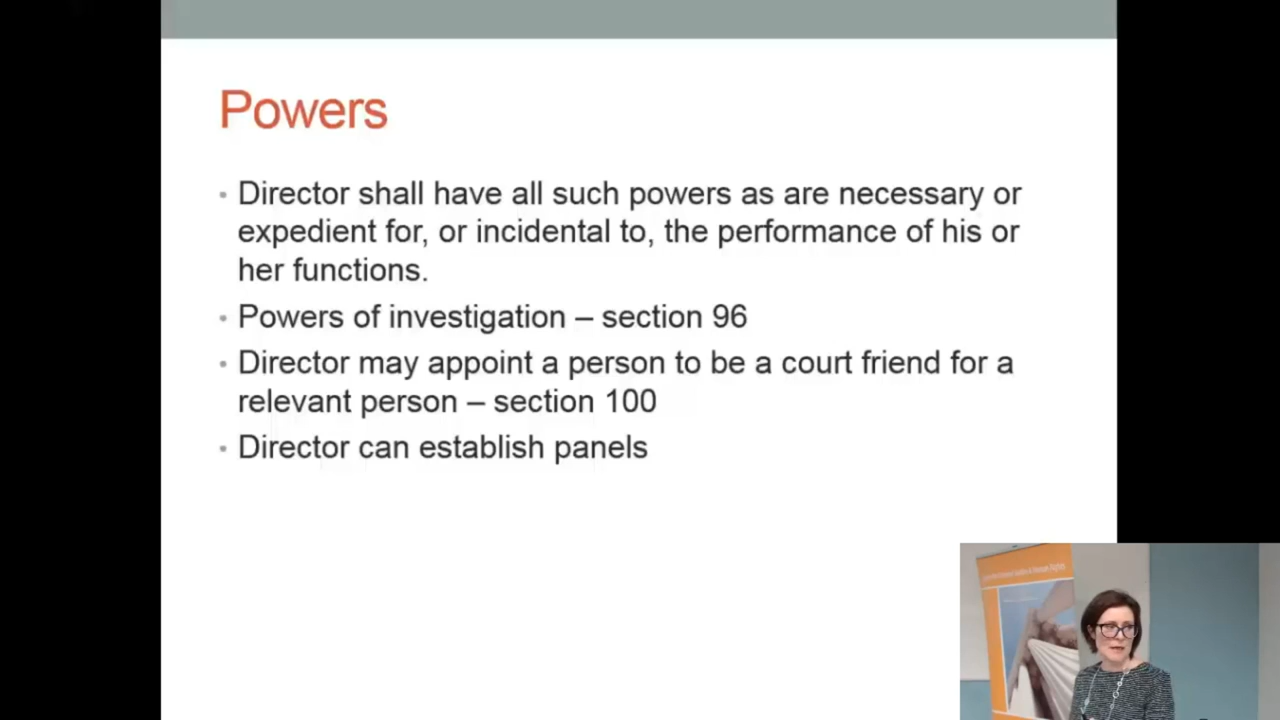 Powers
• Director shall have all such powers as are necessary or
expedient for, or incidental to, the performance of his or
her functions.
• Powers of investigation – section 96
• Director may appoint a person to be a court friend for a
relevant person – section 100
• Director can establish panels
& Human Rights